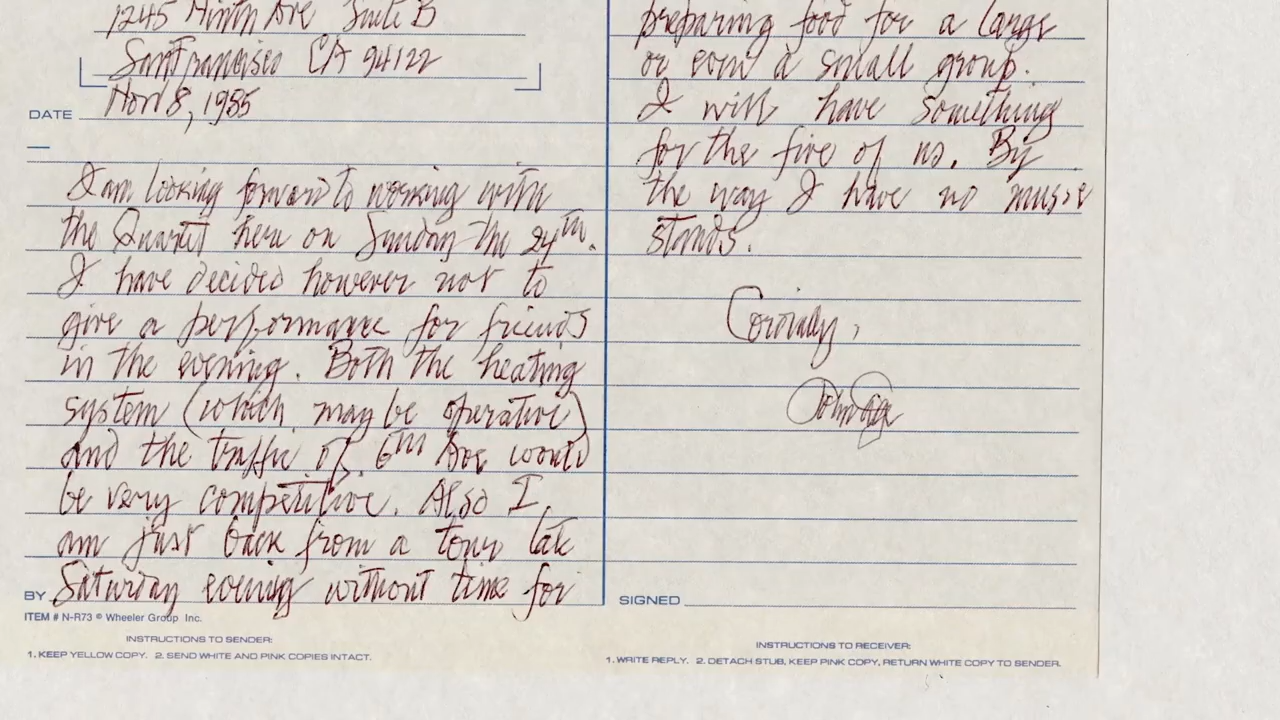 1245 Ninth Ave Suite B
San Francisco CA 94122
DATE Nov 8, 1985
I am looking forward to working with
the Quartet here on Sunday the 24th.
I have decided however not to
give a performance for friends
in the evening. Both the heating
system (which may be operative)
and the traffic of 6th Ave would
be very competitive. Also I
am just back from a tour late
BY Saturday evening without time for
ITEM # N-R73 © Wheeler Group Inc.
INSTRUCTIONS TO SENDER:
1. KEEP YELLOW COPY. 2. SEND WHITE AND PINK COPIES INTACT.
preparing food for a large
or even a small group.
I will have something
for the five of us. By
the way I have no music
stands.
Cordially,
John Cage
SIGNED
INSTRUCTIONS TO RECEIVER:
1. WRITE REPLY. 2. DETACH STUB, KEEP PINK COPY, RETURN WHITE COPY TO SENDER.